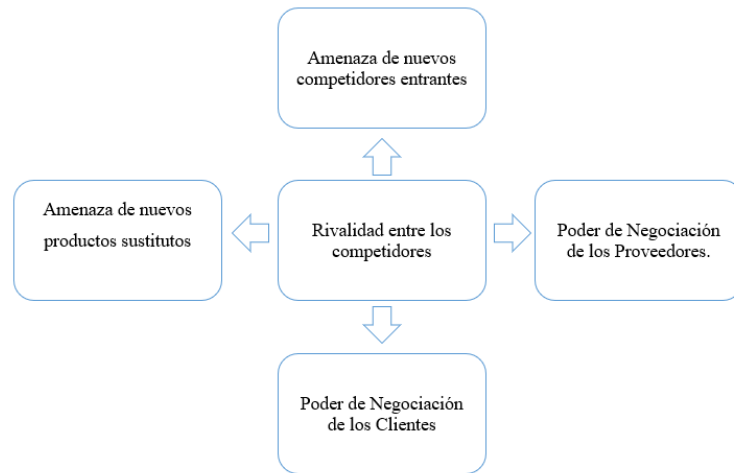 Amenaza de nuevos
competidores entrantes
Amenaza de nuevos
productos sustitutos
Rivalidad entre los
competidores
Poder de Negociación
de los Proveedores.
Poder de Negociación
de los Clientes